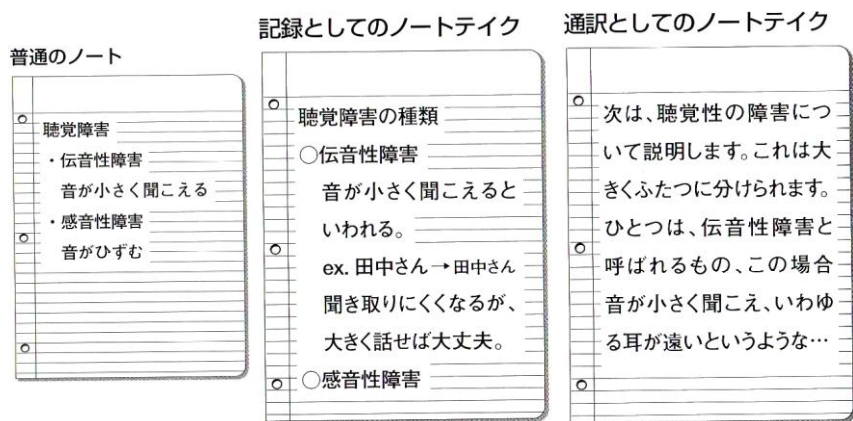 普通のノート
聴覚障害
・伝音性障害
音が小さく聞こえる
・感音性障害
音がひずむ
記録としてのノートテイク
聴覚障害の種類
○伝音性障害
音が小さく聞こえると
いわれる。
ex. 田中さん→田中さん
聞き取りにくくなるが、
大きく話せば大丈夫。
○感音性障害
通訳としてのノートテイク
次は、聴覚性の障害につ
いて説明します。これは大
きくふたつに分けられます。
ひとつは、伝音性障害と
呼ばれるもの、この場合
音が小さく聞こえ、いわゆ
る耳が遠いというような…